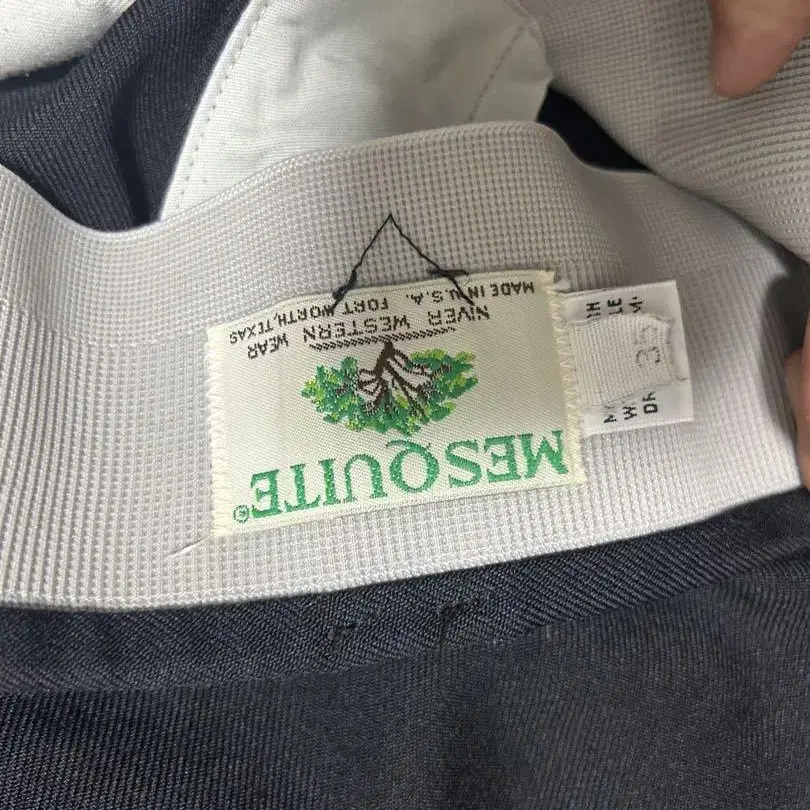 MESQUITE®
NIVER WESTERN WEAR
FORT WORTH, TEXAS
MADE IN U.S.A.